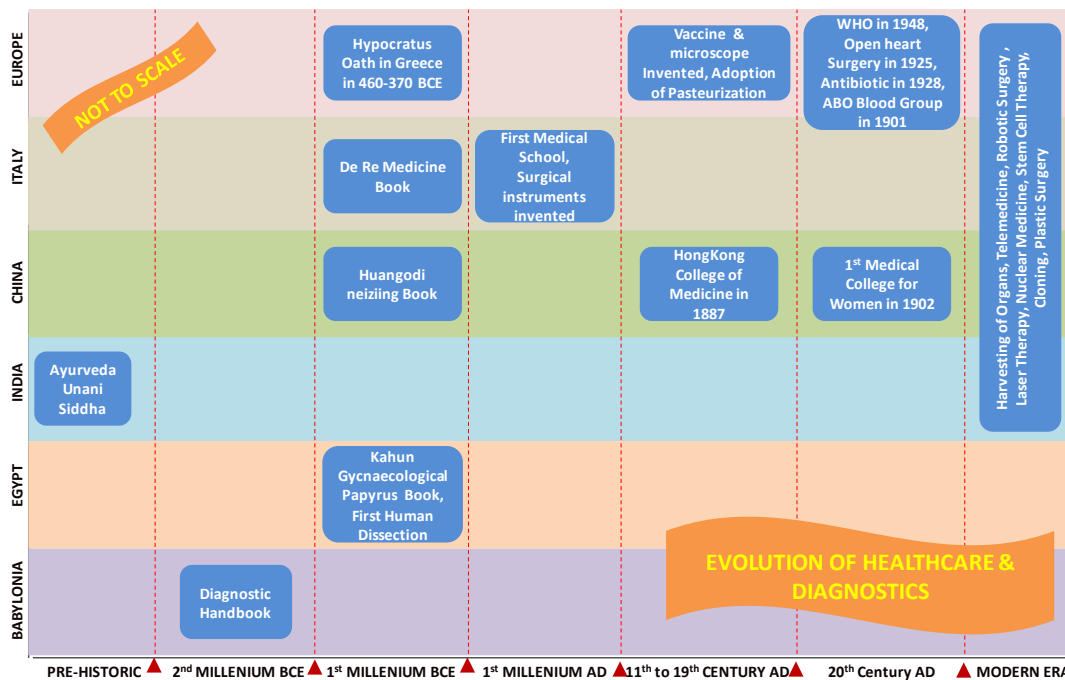 EUROPE
NOT TO SCALE
Hypocratus
Oath in Greece
in 460-370 BCE
Vaccine &
microscope
Invented, Adoption
of Pasteurization
WHO in 1948,
Open heart
Surgery in 1925,
Antibiotic in 1928,
ABO Blood Group
in 1901
Harvesting of Organs, Telemedicine, Robotic Surgery ,
Laser Therapy, Nuclear Medicine, Stem Cell Therapy,
Cloning, Plastic Surgery
ITALY
De Re Medicine
Book
First Medical
School,
Surgical
instruments
invented
CHINA
Huangodi
neiziing Book
HongKong
College of
Medicine in
1887
1st Medical
College for
Women in 1902
INDIA
Ayurveda
Unani
Siddha
EGYPT
Kahun
Gycnaecological
Papyrus Book,
First Human
Dissection
BABYLONIA
Diagnostic
Handbook
EVOLUTION OF HEALTHCARE &
DIAGNOSTICS
PRE-HISTORIC
2nd MILLENIUM BCE
1st MILLENIUM BCE
1st MILLENIUM AD
11th to 19th CENTURY AD
20th Century AD
MODERN ERA